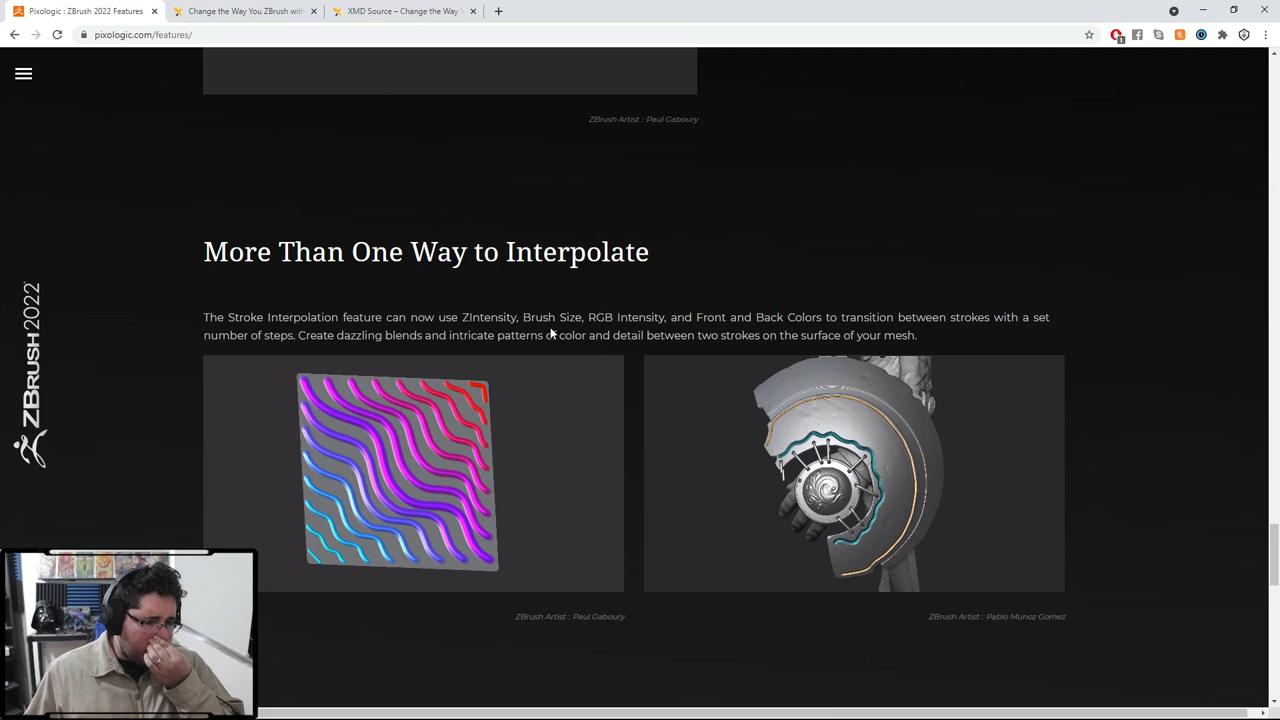 Pixologic : ZBrush 2022 Features
Change the Way You ZBrush with
XMD Source – Change the Way Y
pixologic.com/features/
1
ZBrush Artist :: Paul Gaboury
More Than One Way to Interpolate
The Stroke Interpolation feature can now use ZIntensity, Brush Size, RGB Intensity, and Front and Back Colors to transition between strokes with a set
number of steps. Create dazzling blends and intricate patterns of color and detail between two strokes on the surface of your mesh.
ZBRUSH2022
ZBrush Artist :: Paul Gaboury
ZBrush Artist :: Pablo Munoz Gomez